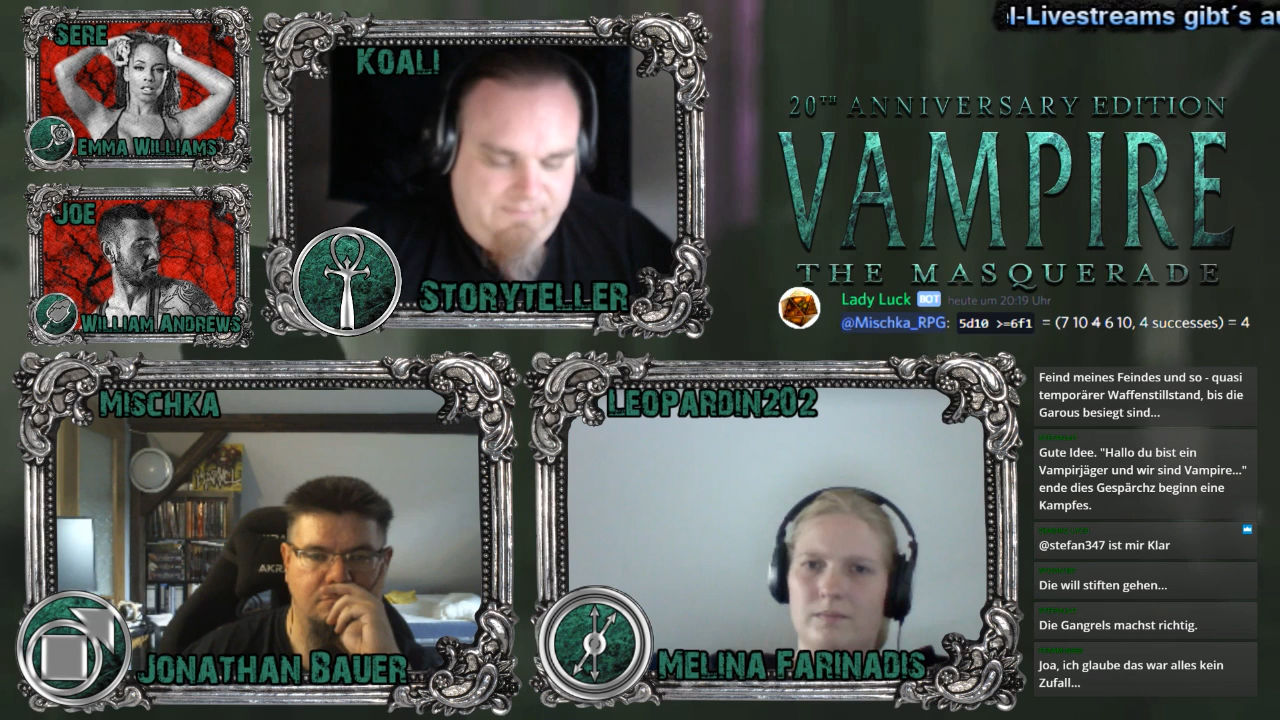 l-Livestreams gibt´s au
SERE
EMMA WILLIAMS
KOALI
STORYTELLER
20TH ANNIVERSARY EDITION
VAMPIRE
THE MASQUERADE
JOE
WILLIAM ANDREWS
Lady Luck BOT heute um 20:19 Uhr
@Mischka_RPG: 5d10 >=6f1 = (7 10 4 6 10, 4 successes) = 4
MISCHKA
AKR
JONATHAN BAUER
LEOPARDIN202
MELINA FARINADIS
Feind meines Feindes und so - quasi
temporärer Waffenstillstand, bis die
Garous besiegt sind...
Gute Idee. "Hallo du bist ein
Vampirjäger und wir sind Vampire..."
ende dies Gespärchz beginn eine
Kampfes.
@stefan347 ist mir Klar
Die will stiften gehen...
Die Gangrels machst richtig.
Joa, ich glaube das war alles kein
Zufall...